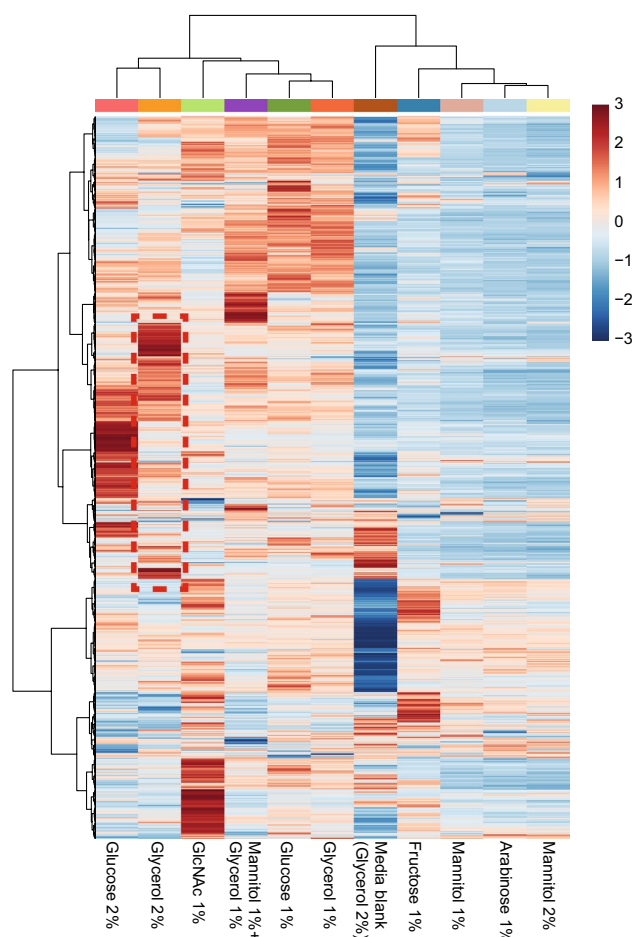 3
2
1
0
−1
−2
−3
Glucose 2%
Glycerol 2%
GlcNAc 1%
Mannitol 1%+
Glycerol 1%
Glucose 1%
Glycerol 1%
Media blank
(Glycerol 2%)
Fructose 1%
Mannitol 1%
Arabinose 1%
Mannitol 2%